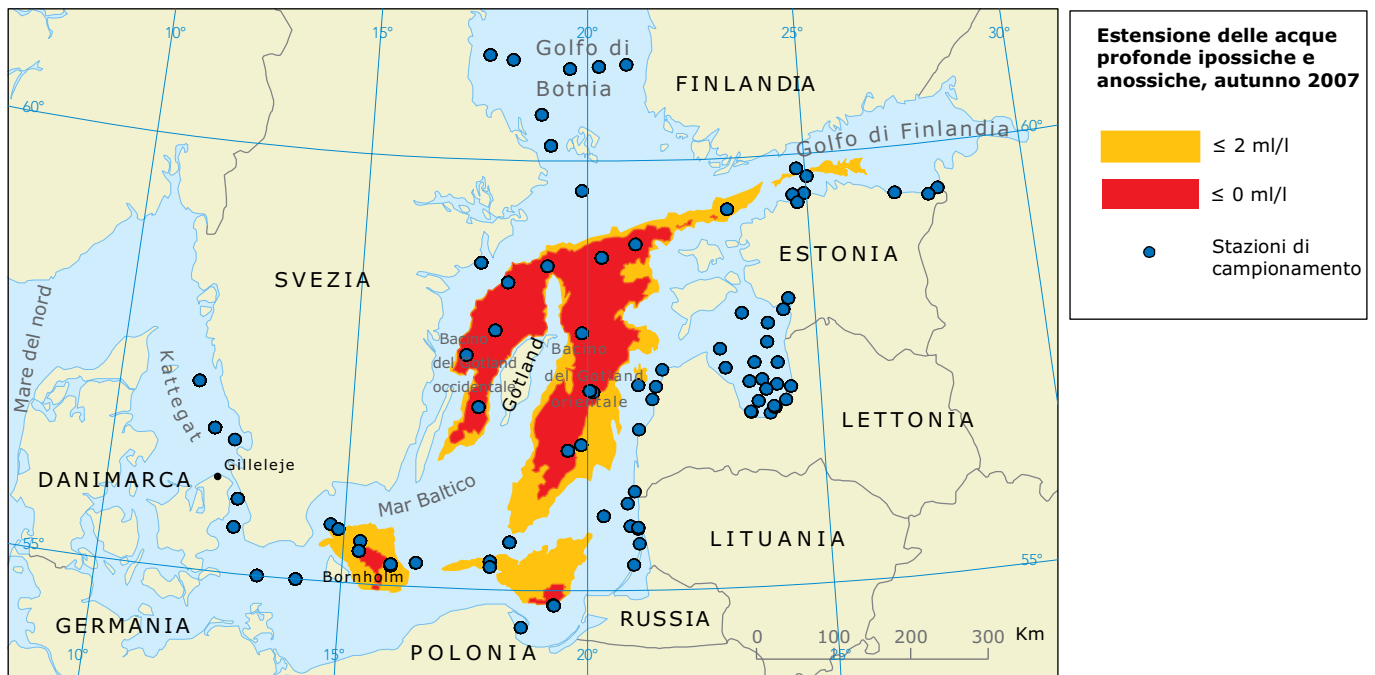 10°
15°
20°
25°
30°
Golfo di
Botnia
FINLANDIA
60°
60°
Golfo di Finlandia
ESTONIA
SVEZIA
Mare del nord
Kattegat
Bacino
del Gotland
occidentale
Gotland
Bacino
del Gotland
orientale
LETTONIA
Gilleleje
DANIMARCA
Mar Baltico
LITUANIA
55°
55°
Bornholm
RUSSIA
GERMANIA
POLONIA
0 100 200 300 Km
10°
15°
20°
25°
Estensione delle acque
profonde ipossiche e
anossiche, autunno 2007
≤ 2 ml/l
≤ 0 ml/l
Stazioni di
campionamento